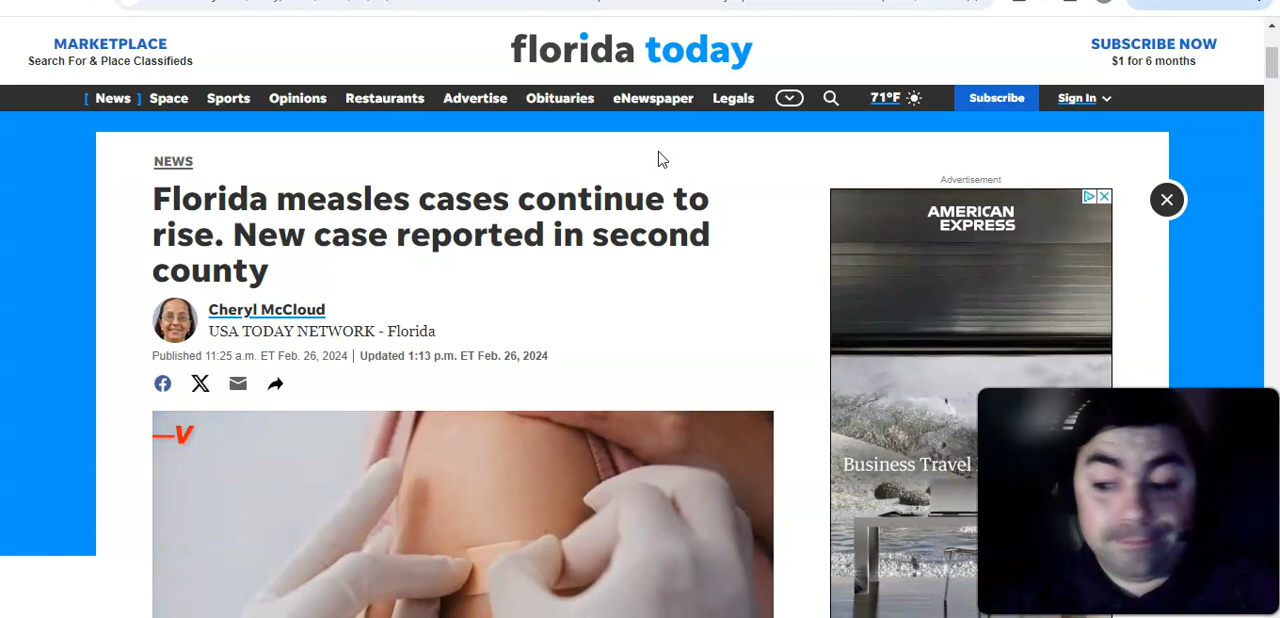 MARKETPLACE
Search For & Place Classifieds
florida today
SUBSCRIBE NOW
$1 for 6 months
[ News ] Space Sports Opinions Restaurants Advertise Obituaries eNewspaper Legals 71°F Subscribe Sign In
NEWS
Florida measles cases continue to
rise. New case reported in second
county
Cheryl McCloud
USA TODAY NETWORK - Florida
Published 11:25 a.m. ET Feb. 26, 2024 | Updated 1:13 p.m. ET Feb. 26, 2024
—V
Advertisement
AMERICAN
EXPRESS
Business Travel